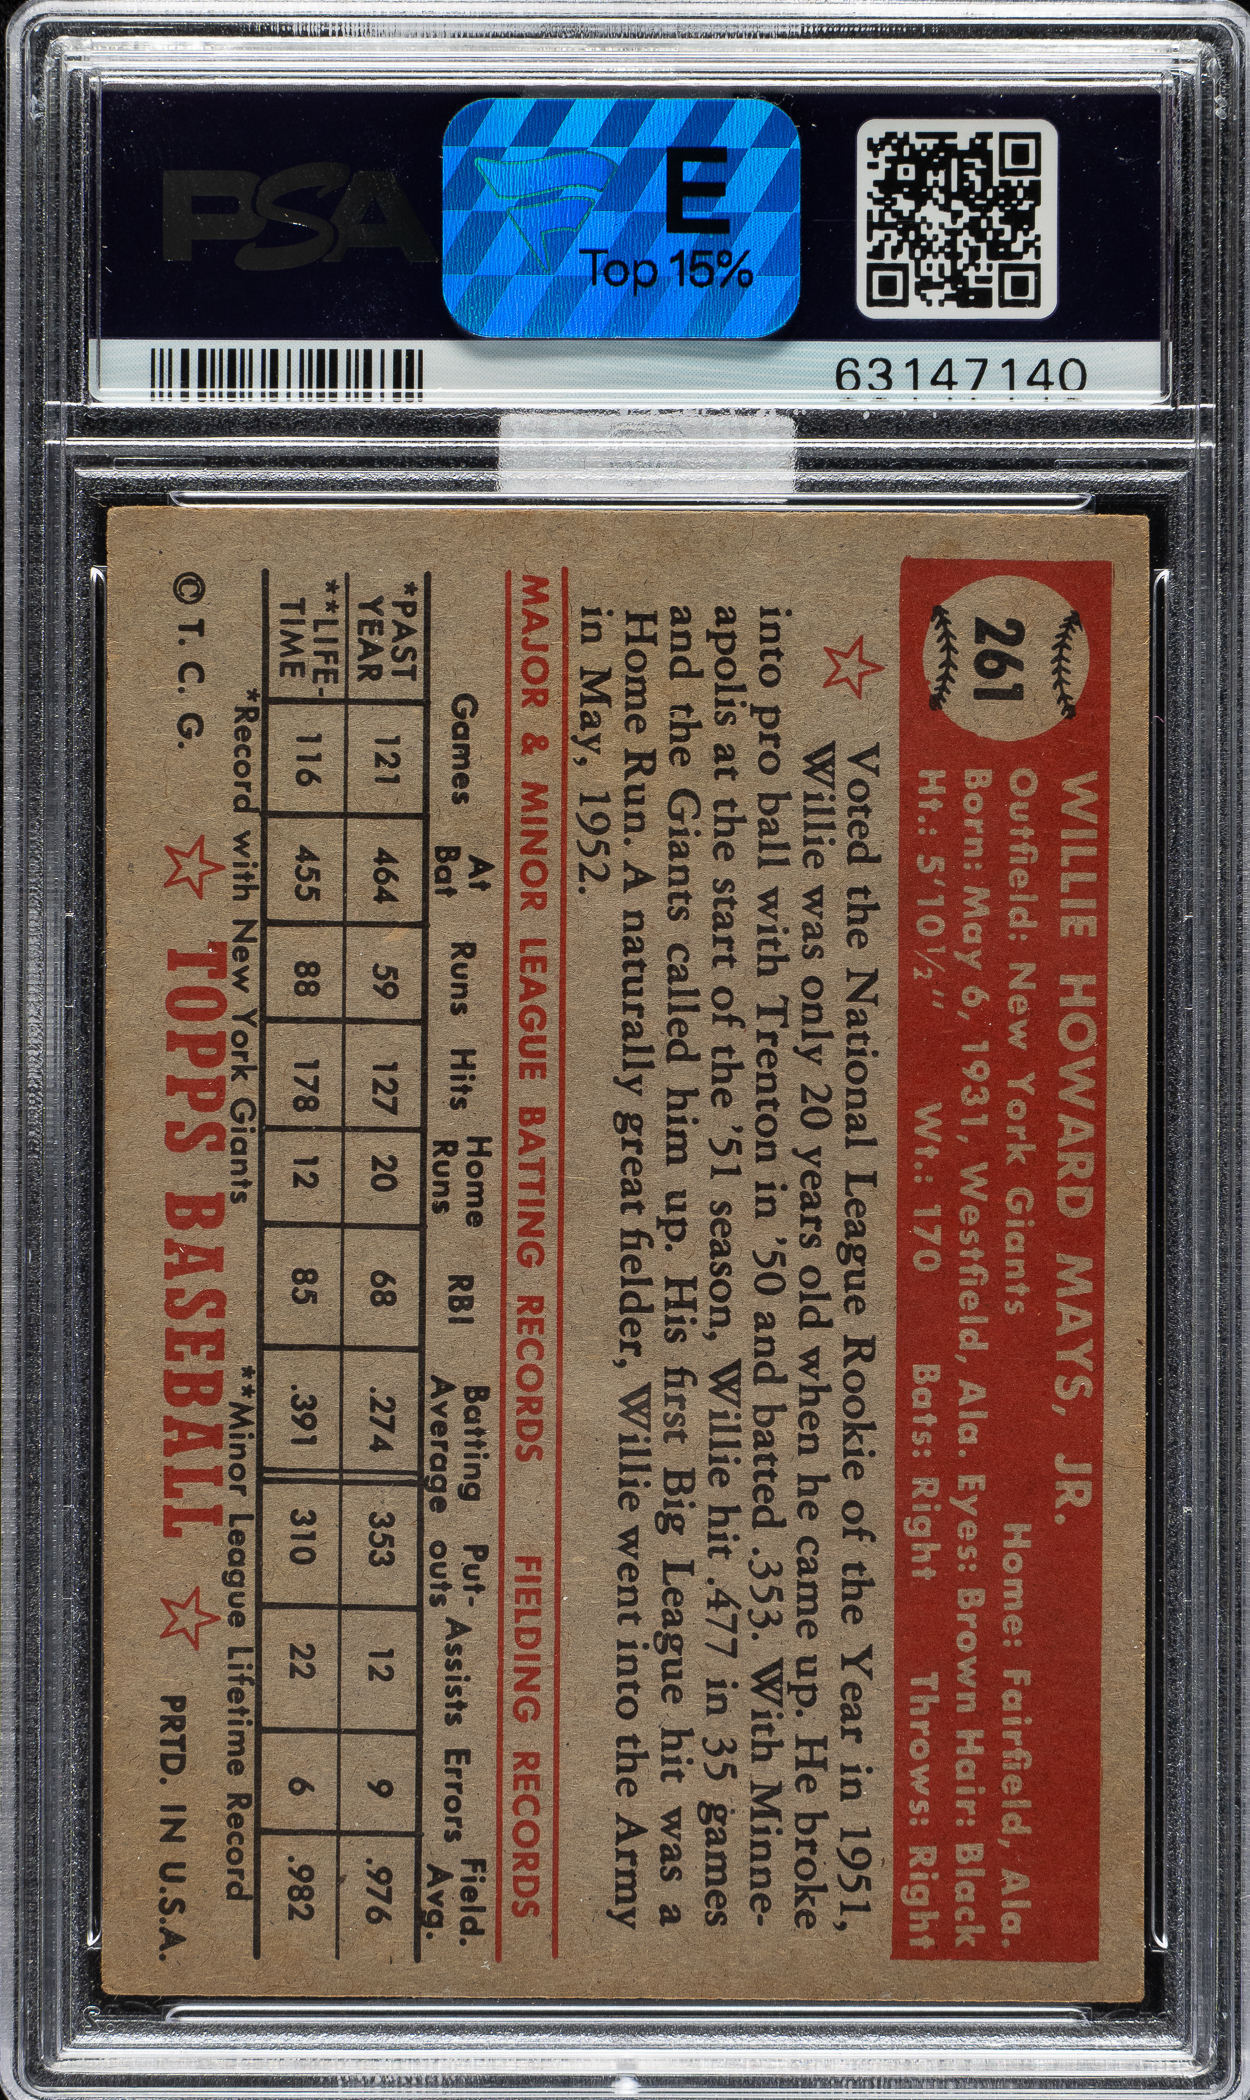 PSA
E
Top 15%
63147140
261
WILLIE HOWARD MAYS, JR.
Outfield: New York Giants Home: Fairfield, Ala.
Born: May 6, 1931, Westfield, Ala. Eyes: Brown Hair: Black
Ht.: 5'10½" Wt.: 170 Bats: Right Throws: Right
Voted the National League Rookie of the Year in 1951,
Willie was only 20 years old when he came up. He broke
into pro ball with Trenton in '50 and batted .353. With Minne-
apolis at the start of the '51 season, Willie hit .477 in 35 games
and the Giants called him up. His first Big League hit was a
Home Run. A naturally great fielder, Willie went into the Army
in May, 1952.
MAJOR & MINOR LEAGUE BATTING RECORDS FIELDING RECORDS
Games At Bat Runs Hits Home Runs RBI Batting Average Put-outs Assists Errors Field. Avg.
*PAST YEAR 121 464 59 127 20 68 .274 353 12 9 .976
**LIFE-TIME 116 455 88 178 12 85 .391 310 22 6 .982
*Record with New York Giants **Minor League Lifetime Record
© T. C. G. TOPPS BASEBALL PRTD. IN U.S.A.